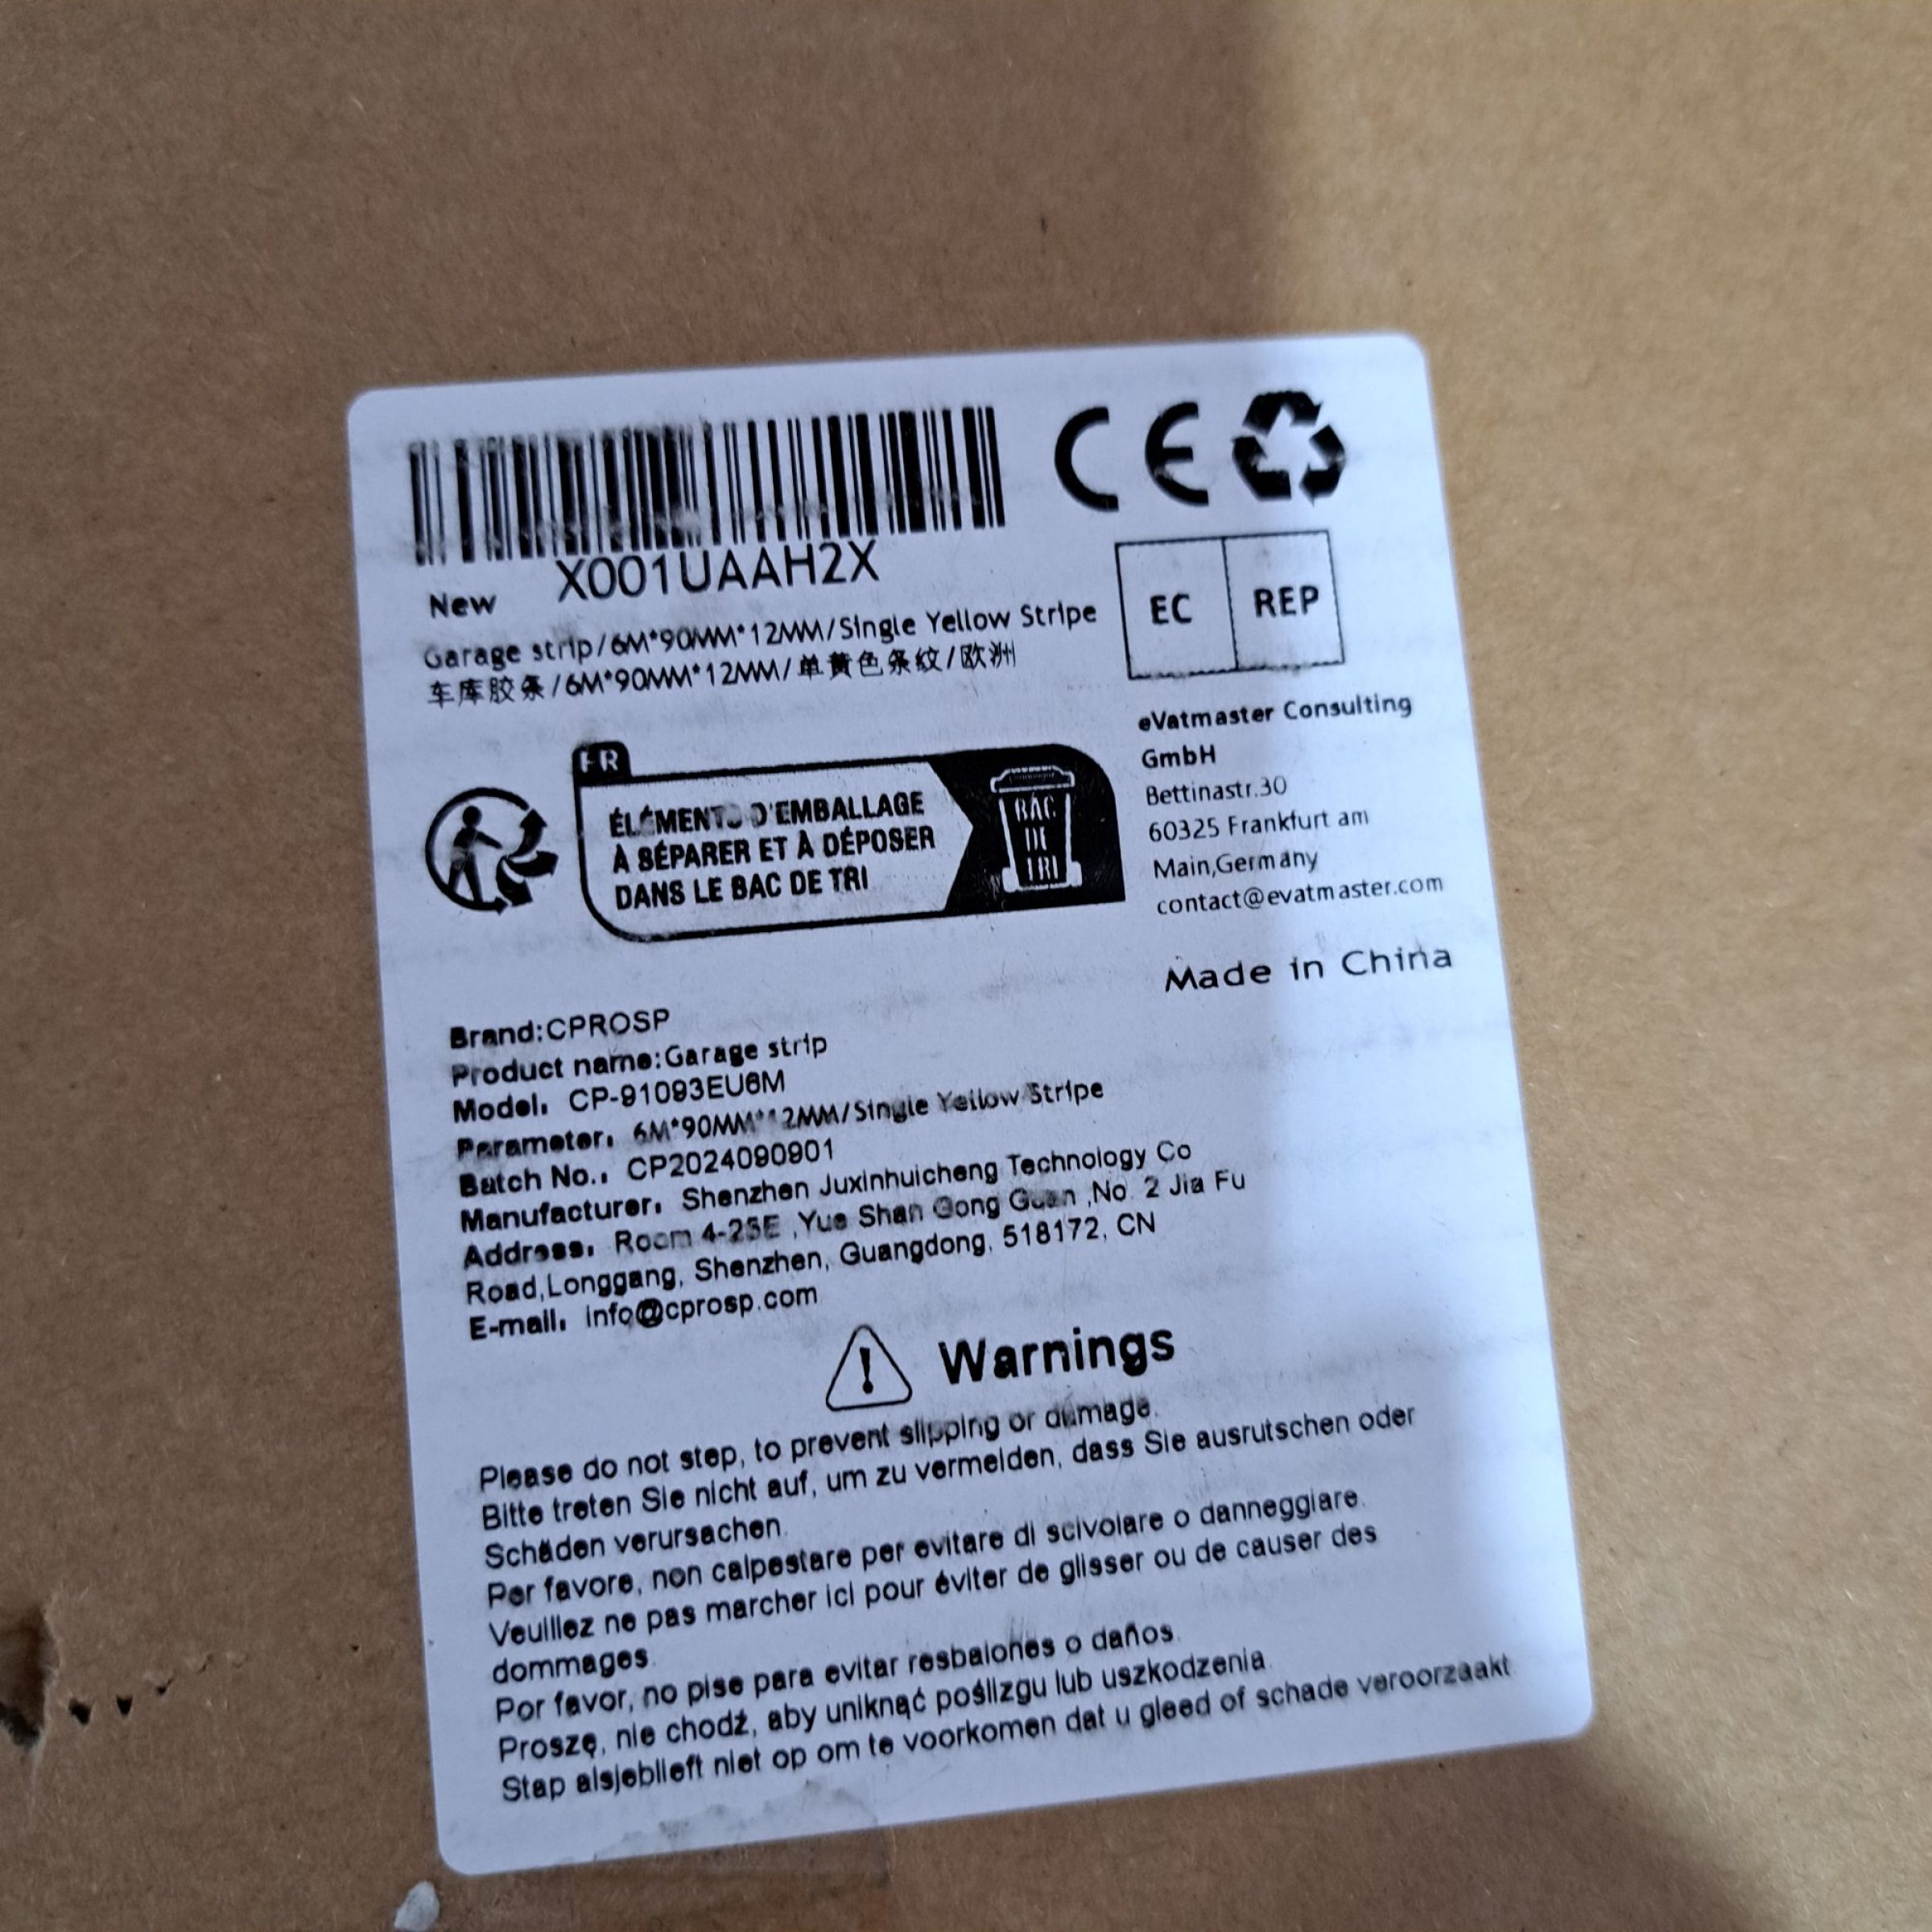 CE
X001UAAH2X
New
Garage strip/6M*90MM*12MM/Single Yellow Stripe
车库胶条/6M*90MM*12MM/单黄色条纹/欧洲
EC REP
eVatmaster Consulting
GmbH
Bettinastr.30
60325 Frankfurt am
Main,Germany
contact@evatmaster.com
FR
ÉLÉMENTS D'EMBALLAGE
À SÉPARER ET À DÉPOSER
DANS LE BAC DE TRI
BAC
DE
TRI
Made in China
Brand:CPROSP
Product name:Garage strip
Model: CP-91093EU6M
Parameter: 6M*90MM*12MM/Single Yellow Stripe
Batch No.: CP2024090901
Manufacturer: Shenzhen Juxinhuicheng Technology Co
Address: Room 4-25E ,Yue Shan Gong Guan ,No. 2 Jia Fu
Road,Longgang, Shenzhen, Guangdong, 518172, CN
E-mail: info@cprosp.com
Warnings
Please do not step, to prevent slipping or damage.
Bitte treten Sie nicht auf, um zu vermeiden, dass Sie ausrutschen oder
Schäden verursachen.
Per favore, non calpestare per evitare di scivolare o danneggiare.
Veuillez ne pas marcher ici pour éviter de glisser ou de causer des
dommages.
Por favor, no pise para evitar resbalones o daños.
Proszę, nie chodź, aby uniknąć poślizgu lub uszkodzenia.
Stap alsjeblieft niet op om te voorkomen dat u gleed of schade veroorzaakt